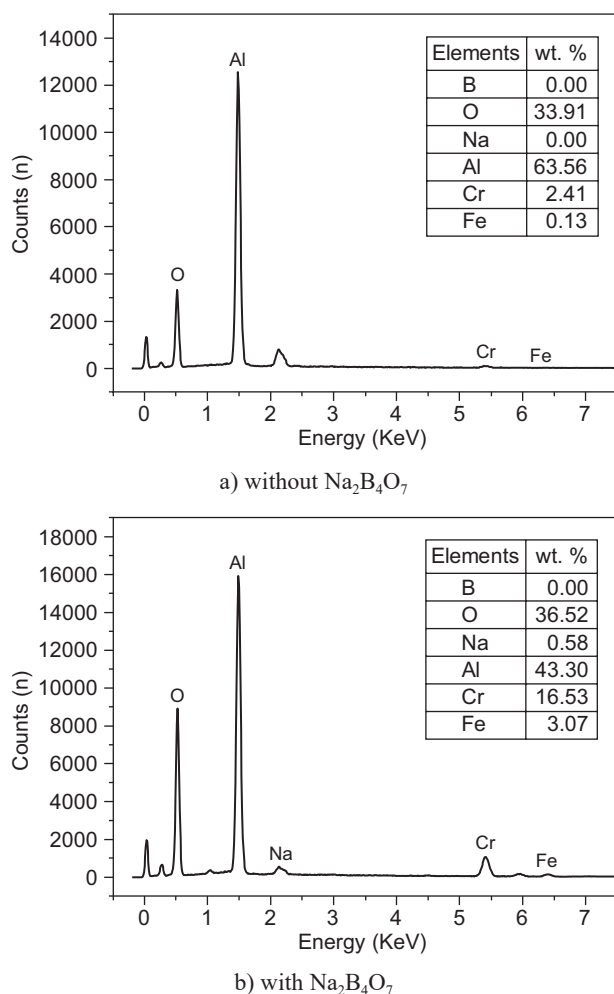 14000
12000
10000
8000
6000
4000
2000
0
Counts (n)
Al
O
Cr
Fe
Elements wt. %
B 0.00
O 33.91
Na 0.00
Al 63.56
Cr 2.41
Fe 0.13
0 1 2 3 4 5 6 7
Energy (KeV)
a) without Na₂B₄O₇
18000
16000
14000
12000
10000
8000
6000
4000
2000
0
Counts (n)
Al
O
Na
Cr
Fe
Elements wt. %
B 0.00
O 36.52
Na 0.58
Al 43.30
Cr 16.53
Fe 3.07
0 1 2 3 4 5 6 7
Energy (KeV)
b) with Na₂B₄O₇